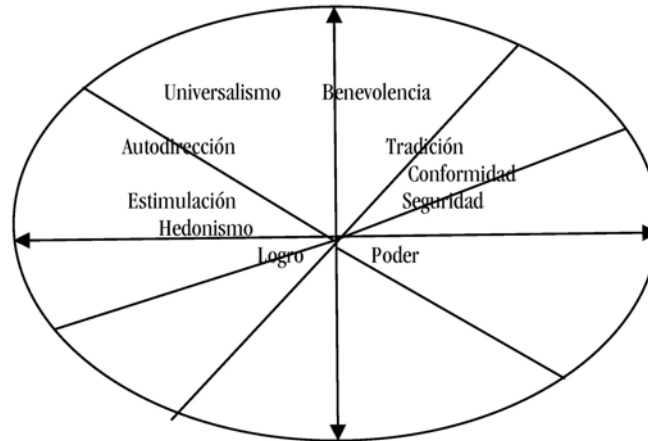 Universalismo Benevolencia
Autodirección Tradición
Conformidad
Estimulación Seguridad
Hedonismo
Logro Poder